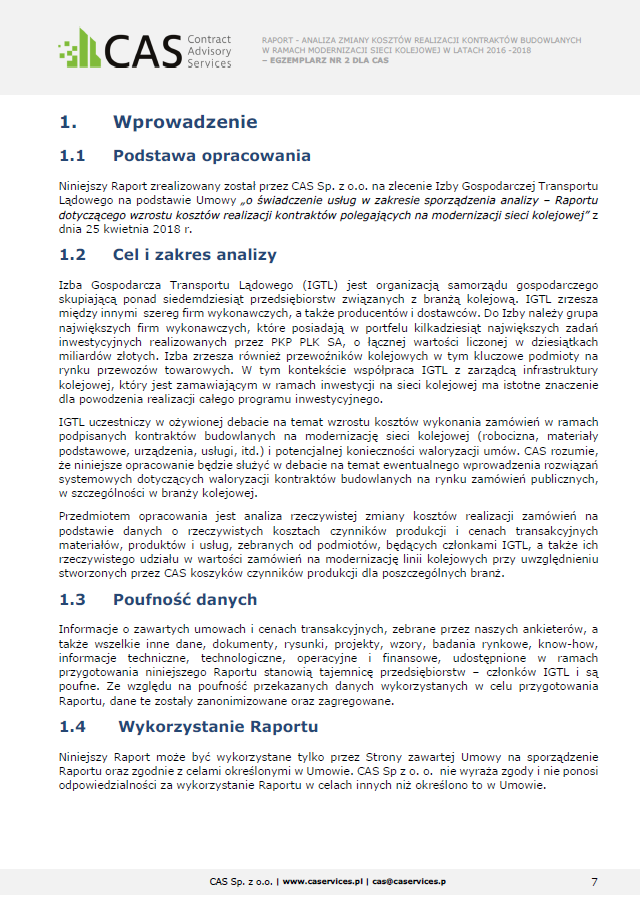 CAS Contract
Advisory
Services
RAPORT - ANALIZA ZMIANY KOSZTÓW REALIZACJI KONTRAKTÓW BUDOWLANYCH
W RAMACH MODERNIZACJI SIECI KOLEJOWEJ W LATACH 2016 -2018
– EGZEMPLARZ NR 2 DLA CAS
1. Wprowadzenie
1.1 Podstawa opracowania
Niniejszy Raport zrealizowany został przez CAS Sp. z o.o. na zlecenie Izby Gospodarczej Transportu
Lądowego na podstawie Umowy „o świadczenie usług w zakresie sporządzenia analizy – Raportu
dotyczącego wzrostu kosztów realizacji kontraktów polegających na modernizacji sieci kolejowej” z
dnia 25 kwietnia 2018 r.
1.2 Cel i zakres analizy
Izba Gospodarcza Transportu Lądowego (IGTL) jest organizacją samorządu gospodarczego
skupiającą ponad siedemdziesiąt przedsiębiorstw związanych z branżą kolejową. IGTL zrzesza
między innymi szereg firm wykonawczych, a także producentów i dostawców. Do Izby należy grupa
największych firm wykonawczych, które posiadają w portfelu kilkadziesiąt największych zadań
inwestycyjnych realizowanych przez PKP PLK SA, o łącznej wartości liczonej w dziesiątkach
miliardów złotych. Izba zrzesza również przewoźników kolejowych w tym kluczowe podmioty na
rynku przewozów towarowych. W tym kontekście współpraca IGTL z zarządcą infrastruktury
kolejowej, który jest zamawiającym w ramach inwestycji na sieci kolejowej ma istotne znaczenie
dla powodzenia realizacji całego programu inwestycyjnego.
IGTL uczestniczy w ożywionej debacie na temat wzrostu kosztów wykonania zamówień w ramach
podpisanych kontraktów budowlanych na modernizację sieci kolejowej (robocizna, materiały
podstawowe, urządzenia, usługi, itd.) i potencjalnej konieczności waloryzacji umów. CAS rozumie,
że niniejsze opracowanie będzie służyć w debacie na temat ewentualnego wprowadzenia rozwiązań
systemowych dotyczących waloryzacji kontraktów budowlanych na rynku zamówień publicznych,
w szczególności w branży kolejowej.
Przedmiotem opracowania jest analiza rzeczywistej zmiany kosztów realizacji zamówień na
podstawie danych o rzeczywistych kosztach czynników produkcji i cenach transakcyjnych
materiałów, produktów i usług, zebranych od podmiotów, będących członkami IGTL, a także ich
rzeczywistego udziału w wartości zamówień na modernizację linii kolejowych przy uwzględnieniu
stworzonych przez CAS koszyków czynników produkcji dla poszczególnych branż.
1.3 Poufność danych
Informacje o zawartych umowach i cenach transakcyjnych, zebrane przez naszych ankieterów, a
także wszelkie inne dane, dokumenty, rysunki, projekty, wzory, badania rynkowe, know-how,
informacje techniczne, technologiczne, operacyjne i finansowe, udostępnione w ramach
przygotowania niniejszego Raportu stanowią tajemnicę przedsiębiorstw – członków IGTL i są
poufne. Ze względu na poufność przekazanych danych wykorzystanych w celu przygotowania
Raportu, dane te zostały zanonimizowane oraz zagregowane.
1.4 Wykorzystanie Raportu
Niniejszy Raport może być wykorzystane tylko przez Strony zawartej Umowy na sporządzenie
Raportu oraz zgodnie z celami określonymi w Umowie. CAS Sp z o. o. nie wyraża zgody i nie ponosi
odpowiedzialności za wykorzystanie Raportu w celach innych niż określono to w Umowie.
CAS Sp. z o.o. | www.caservices.pl | cas@caservices.p 7